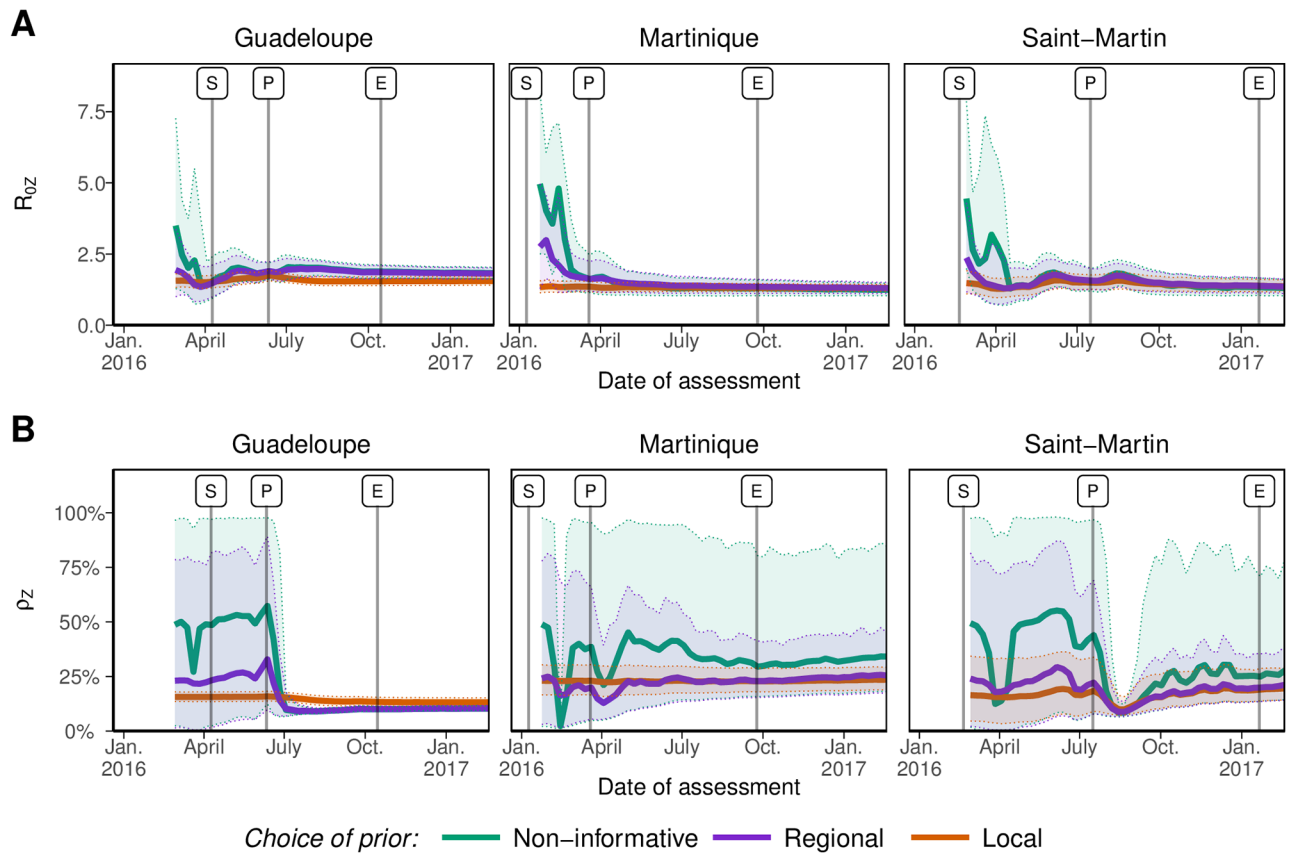 A
Guadeloupe Martinique Saint−Martin
S P E S P E S P E
7.5
5.0
2.5
0.0
R0Z
Jan. April July Oct. Jan. Jan. April July Oct. Jan. Jan. April July Oct. Jan.
2016 2017 2016 2017 2016 2017
Date of assessment
B
Guadeloupe Martinique Saint−Martin
S P E S P E S P E
100%
75%
50%
25%
0%
ρZ
Jan. April July Oct. Jan. Jan. April July Oct. Jan. Jan. April July Oct. Jan.
2016 2017 2016 2017 2016 2017
Date of assessment
Choice of prior: Non−informative Regional Local